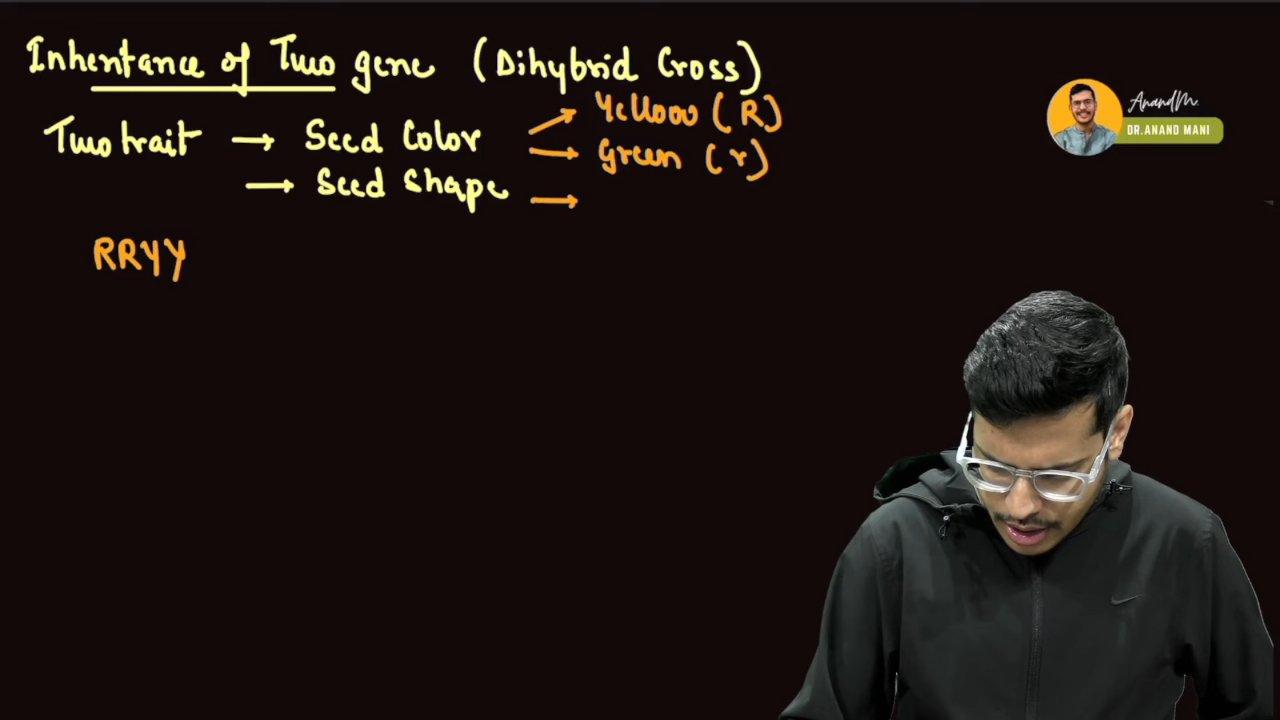 Inheritance of Two gene (Dihybrid Cross)
Two trait → Seed Color → Yellow (R)
→ Green (r)
→ Seed Shape →
RRYY
AnandM.
DR.ANAND MANI